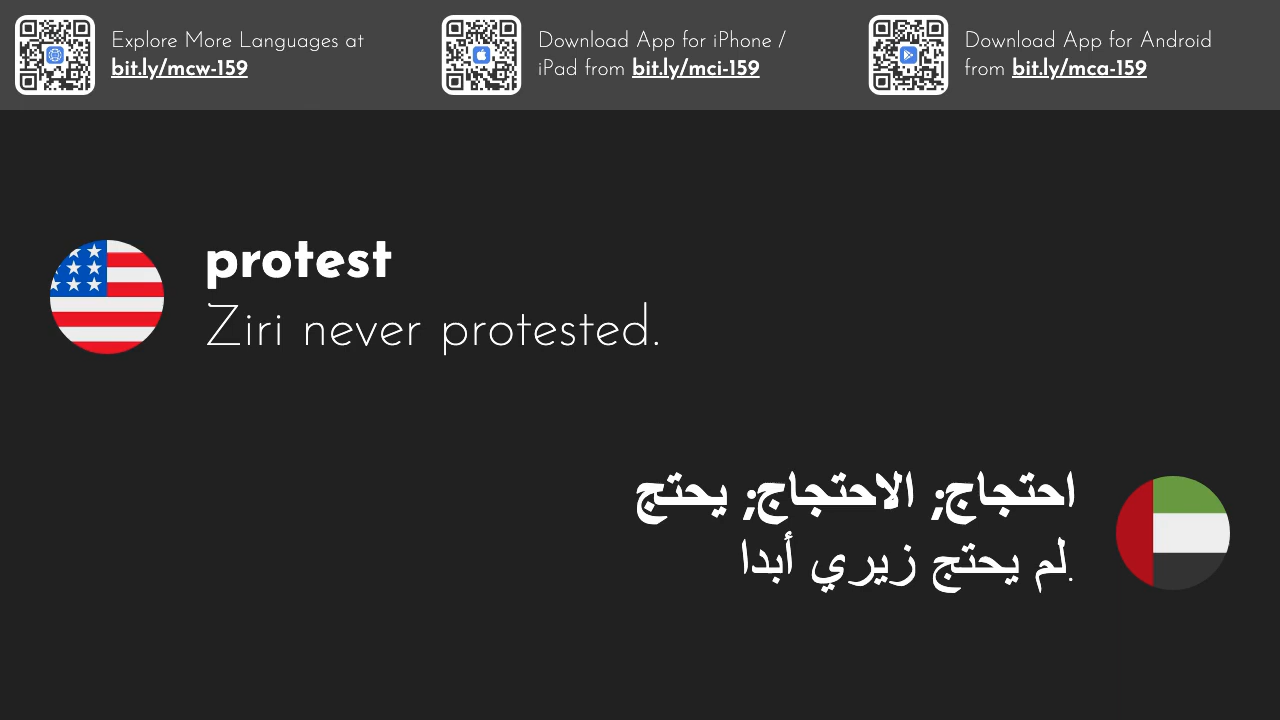 Explore More Languages at
bit.ly/mcw-159
Download App for iPhone /
iPad from bit.ly/mci-159
Download App for Android
from bit.ly/mca-159
protest
Ziri never protested.
احتجاج; الاحتجاج; يحتج
لم يحتج زيري أبدا.